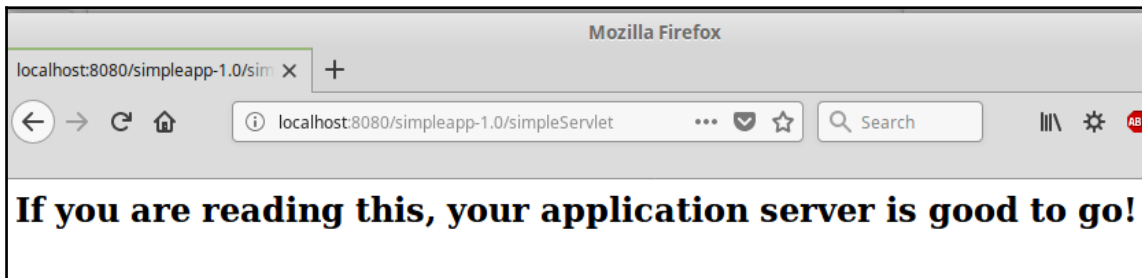 Mozilla Firefox
localhost:8080/simpleapp-1.0/sim
localhost:8080/simpleapp-1.0/simpleServlet
Search
AB
If you are reading this, your application server is good to go!